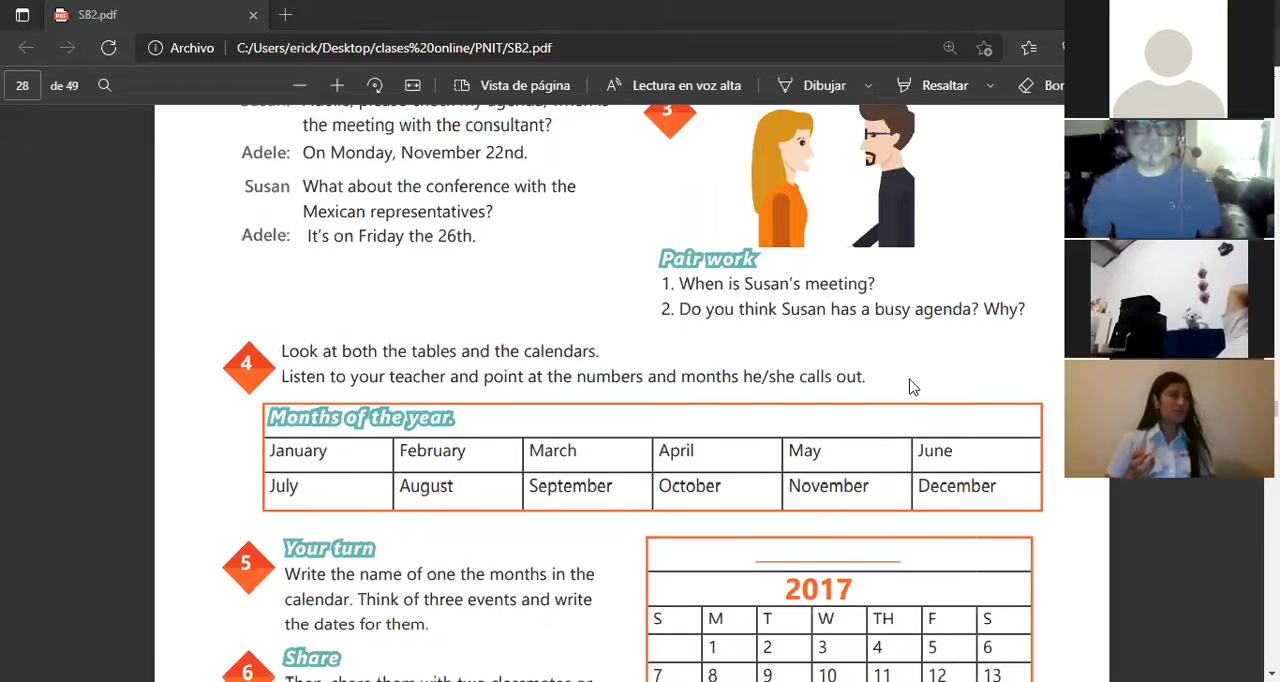 SB2.pdf
Archivo C:/Users/erick/Desktop/clases%20online/PNIT/SB2.pdf
28 de 49 Vista de página Lectura en voz alta Dibujar Resaltar Bor
the meeting with the consultant?
Adele: On Monday, November 22nd.
Susan What about the conference with the
Mexican representatives?
Adele: It's on Friday the 26th.
3
Pair work
1. When is Susan's meeting?
2. Do you think Susan has a busy agenda? Why?
4
Look at both the tables and the calendars.
Listen to your teacher and point at the numbers and months he/she calls out.
Months of the year.
January February March April May June
July August September October November December
5
Your turn
Write the name of one the months in the
calendar. Think of three events and write
the dates for them.
6
Share
2017
S M T W TH F S
1 2 3 4 5 6
7 8 9 10 11 12 13